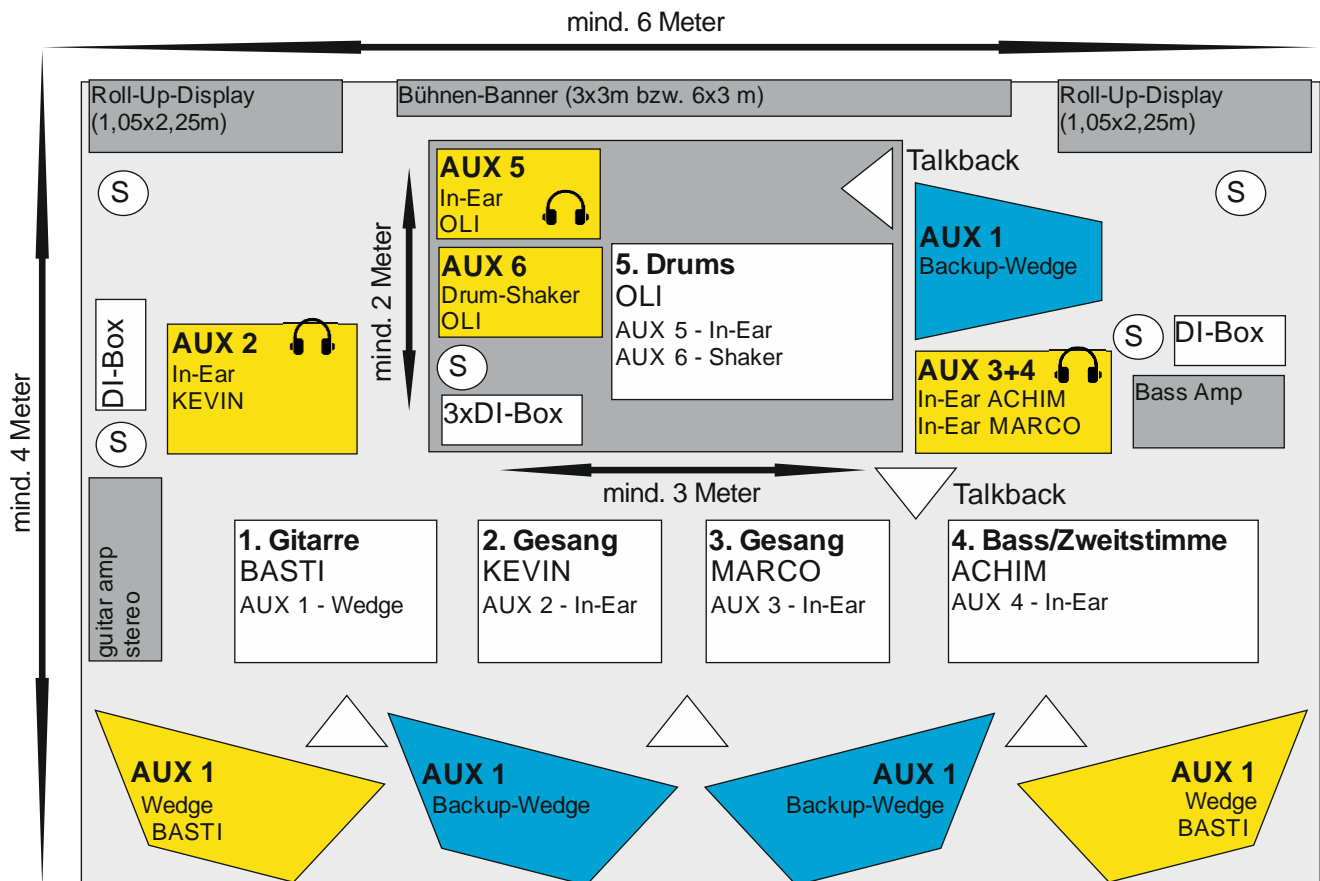 mind. 6 Meter
mind. 4 Meter
Roll-Up-Display
(1,05x2,25m)
Bühnen-Banner (3x3m bzw. 6x3 m)
Roll-Up-Display
(1,05x2,25m)
S
AUX 5
In-Ear
OLI
Talkback
S
mind. 2 Meter
AUX 6
Drum-Shaker
OLI
5. Drums
OLI
AUX 5 - In-Ear
AUX 6 - Shaker
AUX 1
Backup-Wedge
DI-Box
AUX 2
In-Ear
KEVIN
S
S
3xDI-Box
AUX 3+4
In-Ear ACHIM
In-Ear MARCO
S
DI-Box
Bass Amp
mind. 3 Meter
Talkback
guitar amp
stereo
1. Gitarre
BASTI
AUX 1 - Wedge
2. Gesang
KEVIN
AUX 2 - In-Ear
3. Gesang
MARCO
AUX 3 - In-Ear
4. Bass/Zweitstimme
ACHIM
AUX 4 - In-Ear
AUX 1
Wedge
BASTI
AUX 1
Backup-Wedge
AUX 1
Backup-Wedge
AUX 1
Wedge
BASTI